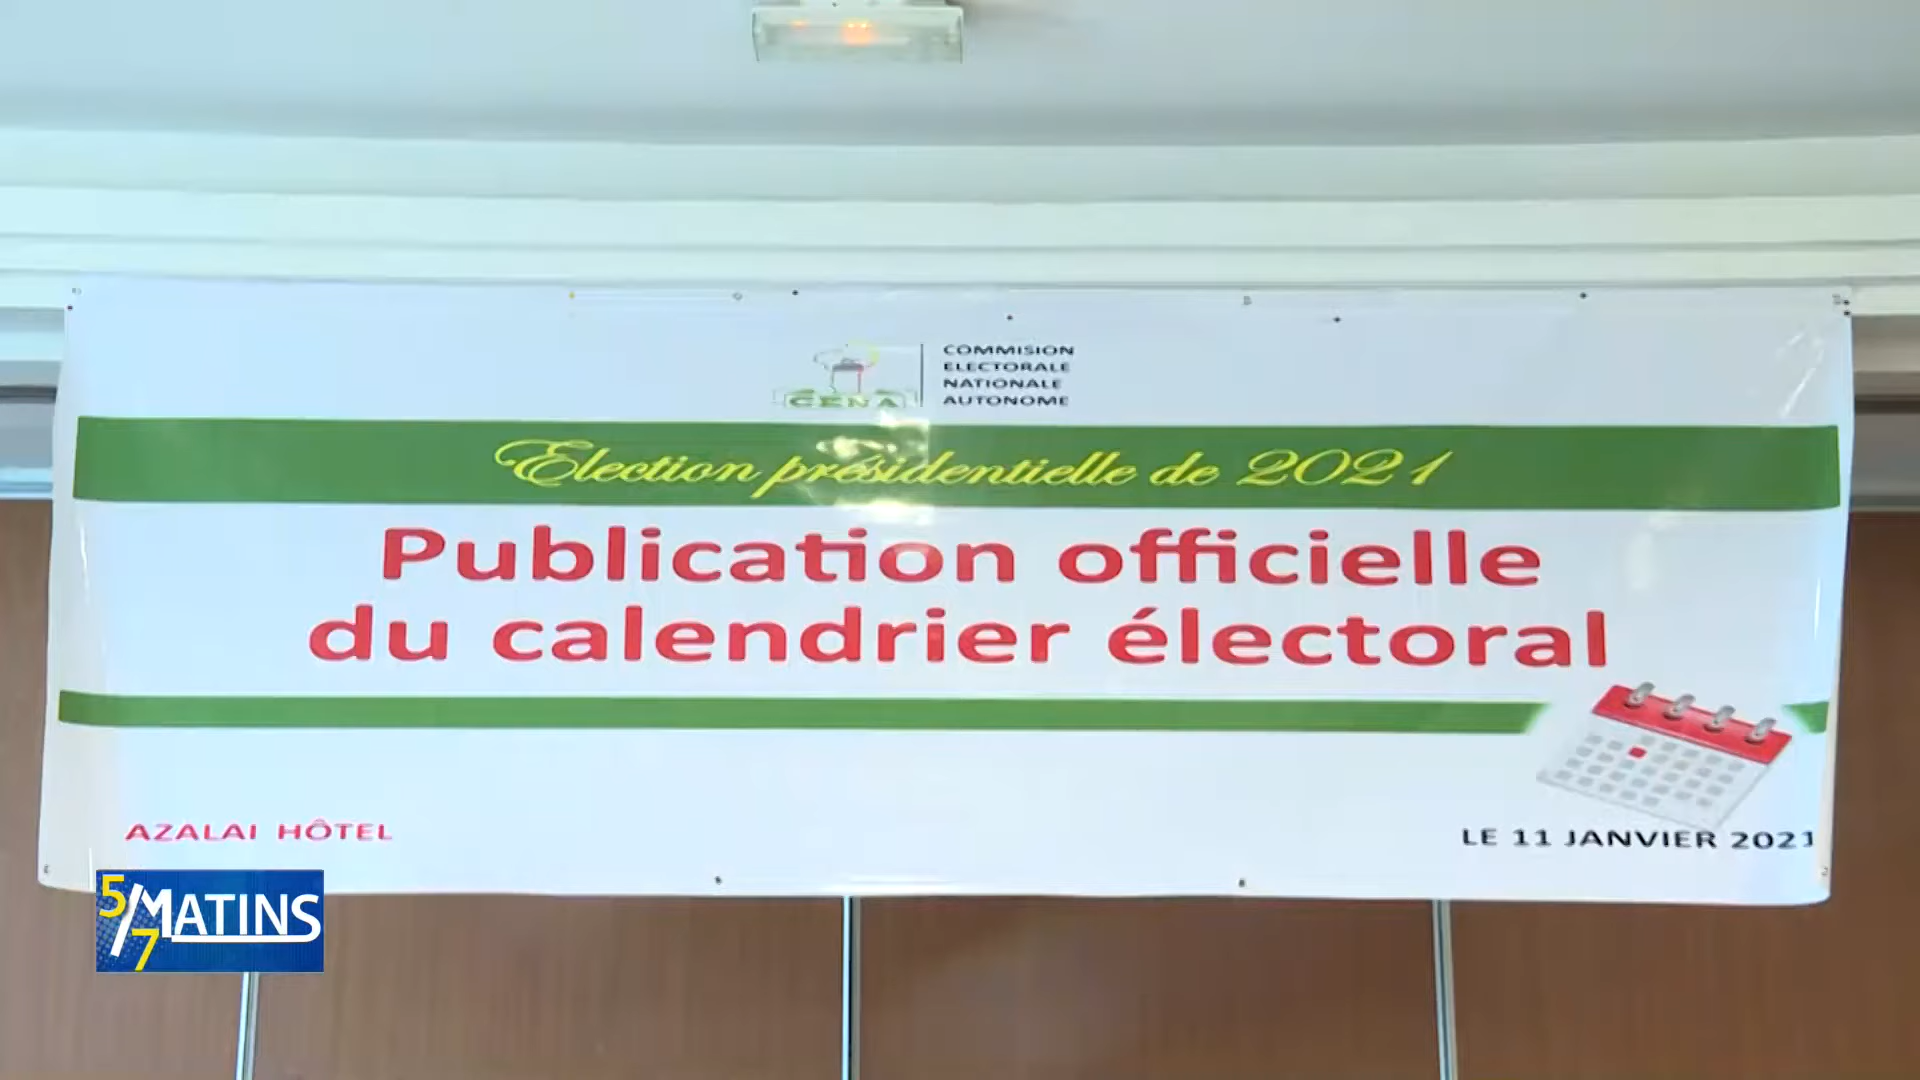 COMMISION
ELECTORALE
NATIONALE
AUTONOME
CENA
Election présidentielle de 2021
Publication officielle
du calendrier électoral
AZALAI HÔTEL
LE 11 JANVIER 2021
5/7 MATINS